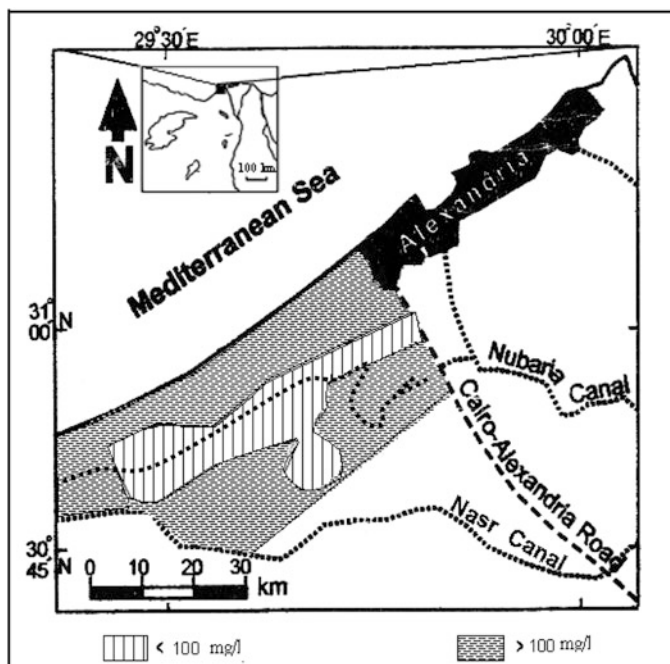 29°30′E
30°00′E
N
100 km
Mediterranean Sea
Alexandria
31°
00′ N
Nubaria Canal
Cairo-Alexandria Road
Nasr Canal
30°
45′ N
0 10 20 30
km
< 100 mg/l
> 100 mg/l